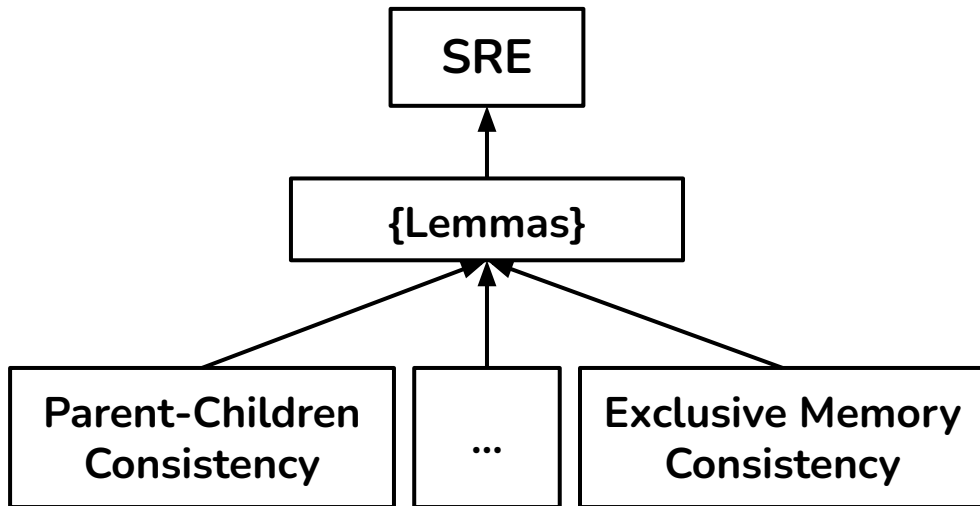 SRE
{Lemmas}
Parent-Children
Consistency
...
Exclusive Memory
Consistency